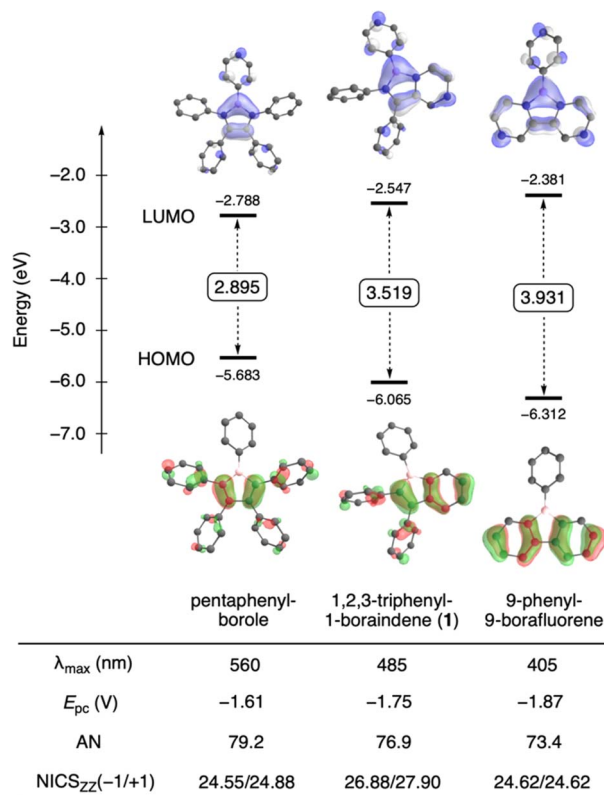 −2.0
−3.0
−4.0
−5.0
−6.0
−7.0
Energy (eV)
LUMO
HOMO
−2.788
2.895
−5.683
−2.547
3.519
−6.065
−2.381
3.931
−6.312
pentaphenyl-
borole
1,2,3-triphenyl-
1-boraindene (1)
9-phenyl-
9-borafluorene
λmax (nm) 560 485 405
Epc (V) −1.61 −1.75 −1.87
AN 79.2 76.9 73.4
NICSZZ(−1/+1) 24.55/24.88 26.88/27.90 24.62/24.62